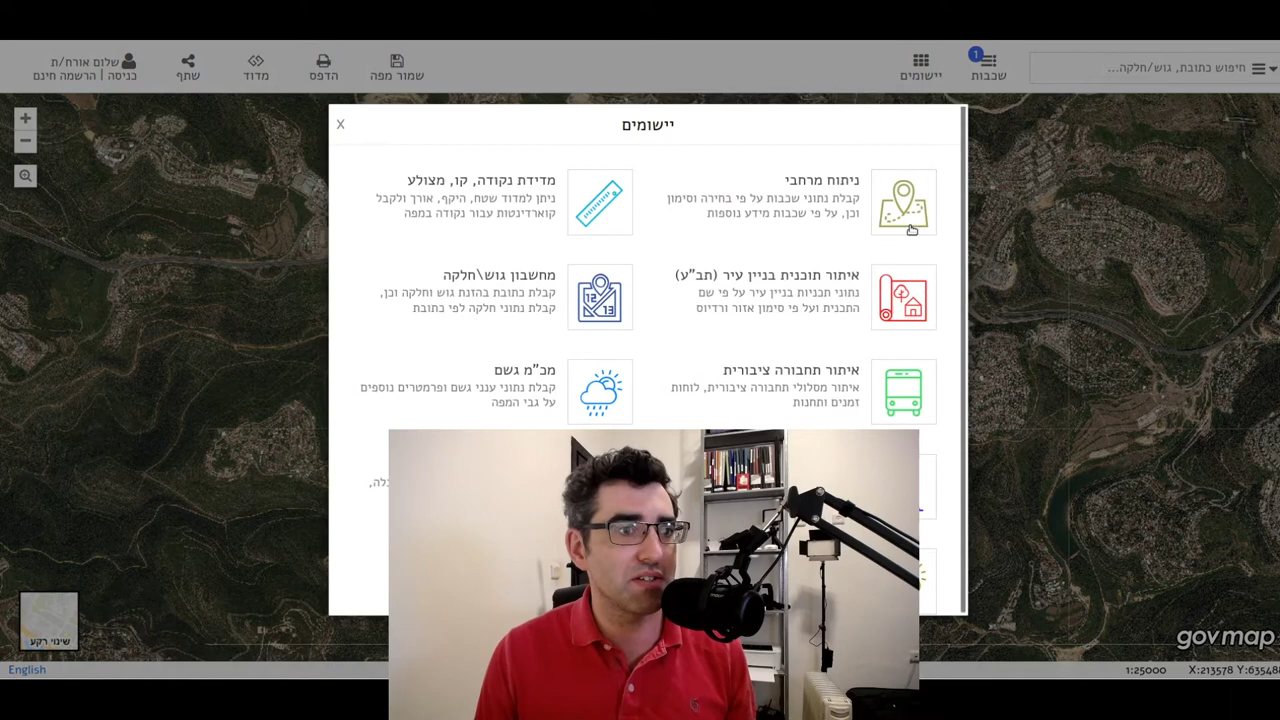 חיפוש כתובת, גוש/חלקה...
1
שכבות
יישומים
שמור מפה
הדפס
מדוד
שתף
שלום אורח/ת
כניסה | הרשמה חינם
יישומים
X
ניתוח מרחבי
קבלת נתוני שכבות על פי בחירה וסימון
וכן, על פי שכבות מידע נוספות
מדידת נקודה, קו, מצולע
ניתן למדוד שטח, היקף, אורך ולקבל
קוארדינטות עבור נקודה במפה
איתור תוכנית בניין עיר (תב"ע)
נתוני תכניות בניין עיר על פי שם
התכנית ועל פי סימון אזור ורדיוס
מחשבון גוש\חלקה
קבלת כתובת בהזנת גוש וחלקה וכן,
קבלת נתוני חלקה לפי כתובת
12
13
איתור תחבורה ציבורית
איתור מסלולי תחבורה ציבורית, לוחות
זמנים ותחנות
מכ"מ גשם
קבלת נתוני ענני גשם ופרמטרים נוספים
על גבי המפה
שינוי רקע
govmap
English
1:25000
X:213578 Y:635488